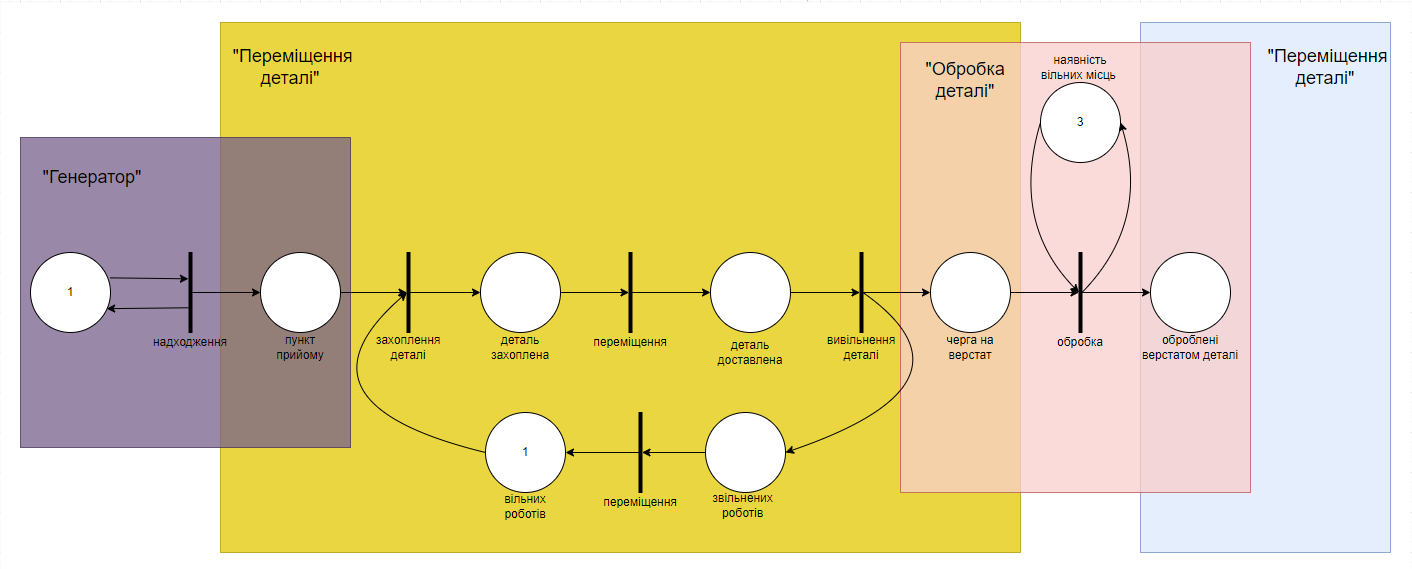 "Переміщення
деталі"
"Обробка
деталі"
наявність
вільних місць
"Переміщення
деталі"
3
"Генератор"
1
надходження
пункт
прийому
захоплення
деталі
деталь
захоплена
переміщення
деталь
доставлена
вивільнення
деталі
черга на
верстат
обробка
оброблені
верстатом деталі
1
вільних
роботів
переміщення
звільнених
роботів